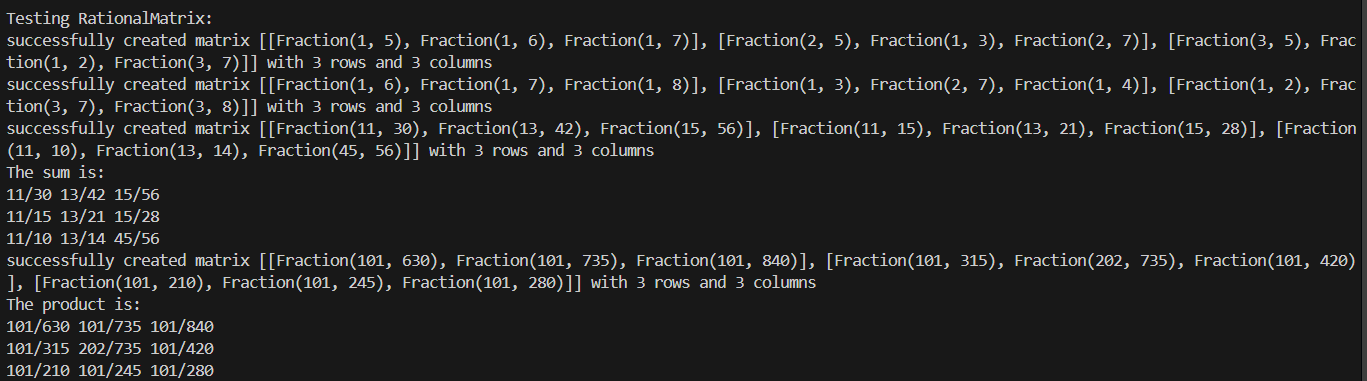 Testing RationalMatrix:
successfully created matrix [[Fraction(1, 5), Fraction(1, 6), Fraction(1, 7)], [Fraction(2, 5), Fraction(1, 3), Fraction(2, 7)], [Fraction(3, 5), Frac
tion(1, 2), Fraction(3, 7)]] with 3 rows and 3 columns
successfully created matrix [[Fraction(1, 6), Fraction(1, 7), Fraction(1, 8)], [Fraction(1, 3), Fraction(2, 7), Fraction(1, 4)], [Fraction(1, 2), Frac
tion(3, 7), Fraction(3, 8)]] with 3 rows and 3 columns
successfully created matrix [[Fraction(11, 30), Fraction(13, 42), Fraction(15, 56)], [Fraction(11, 15), Fraction(13, 21), Fraction(15, 28)], [Fraction
(11, 10), Fraction(13, 14), Fraction(45, 56)]] with 3 rows and 3 columns
The sum is:
11/30 13/42 15/56
11/15 13/21 15/28
11/10 13/14 45/56
successfully created matrix [[Fraction(101, 630), Fraction(101, 735), Fraction(101, 840)], [Fraction(101, 315), Fraction(202, 735), Fraction(101, 420)
], [Fraction(101, 210), Fraction(101, 245), Fraction(101, 280)]] with 3 rows and 3 columns
The product is:
101/630 101/735 101/840
101/315 202/735 101/420
101/210 101/245 101/280